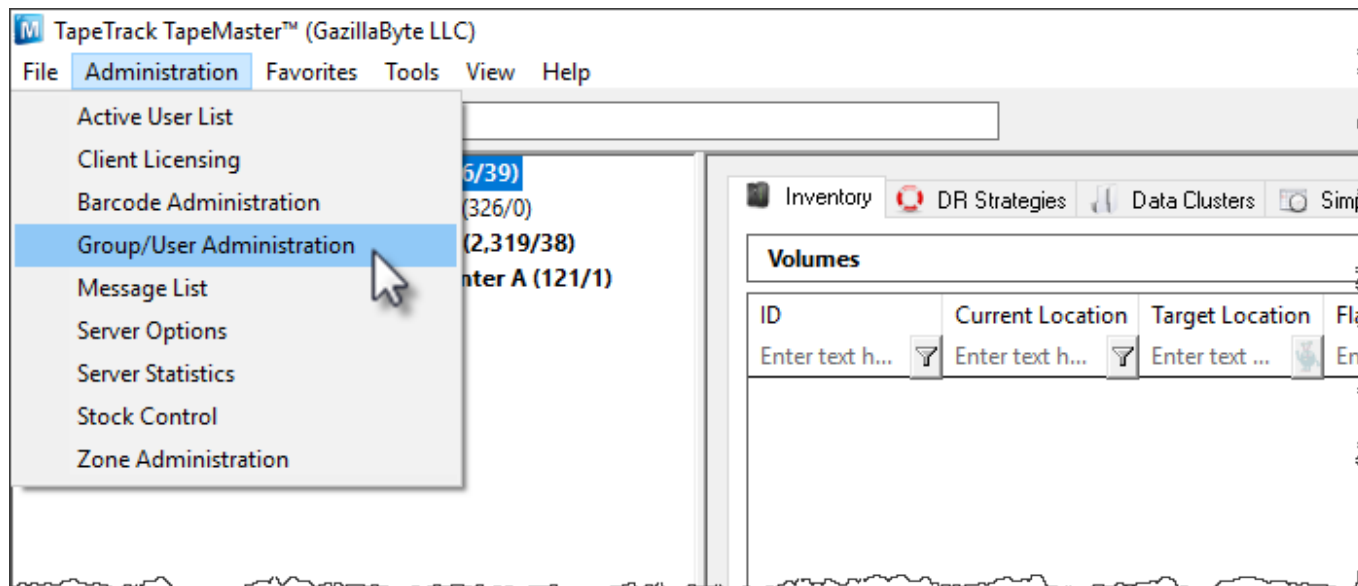 TapeTrack TapeMaster™ (GazillaByte LLC)
File Administration Favorites Tools View Help
Active User List
Client Licensing
Barcode Administration
Group/User Administration
Message List
Server Options
Server Statistics
Stock Control
Zone Administration
6/39)
(326/0)
(2,319/38)
nter A (121/1)
Inventory DR Strategies Data Clusters
Volumes
ID Current Location Target Location
Enter text h... Enter text h... Enter text ...